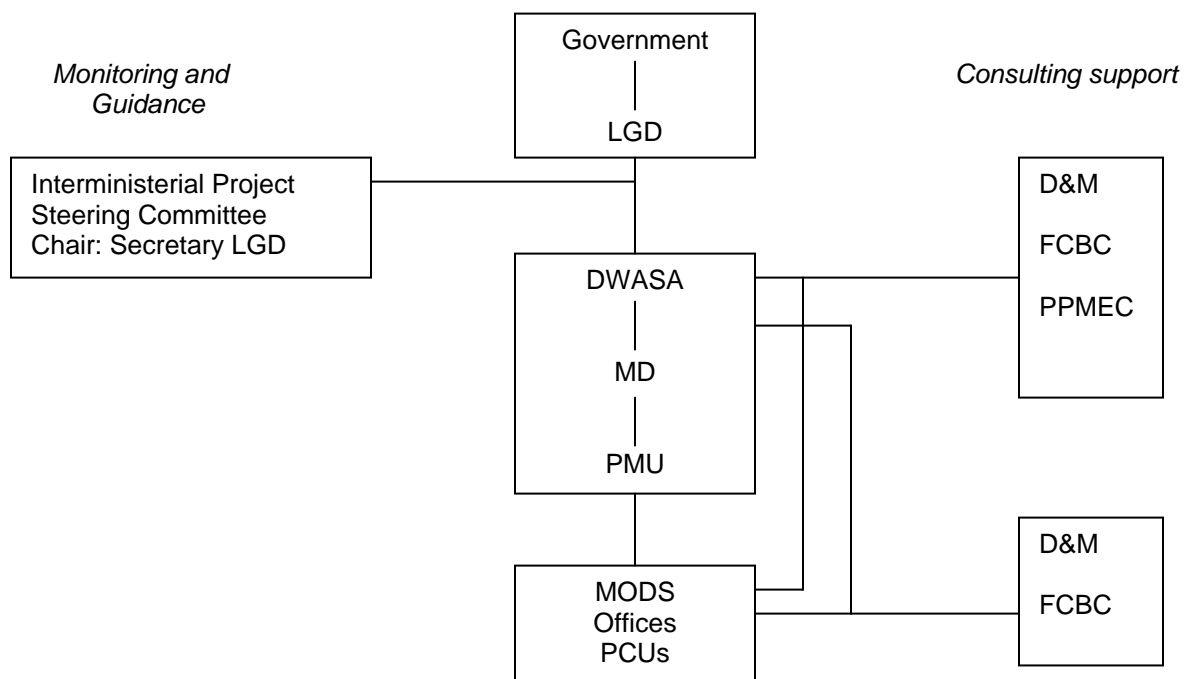 Government
LGD
Monitoring and
Guidance
Consulting support
Interministerial Project
Steering Committee
Chair: Secretary LGD
D&M
FCBC
PPMEC
DWASA
MD
PMU
MODS
Offices
PCUs
D&M
FCBC